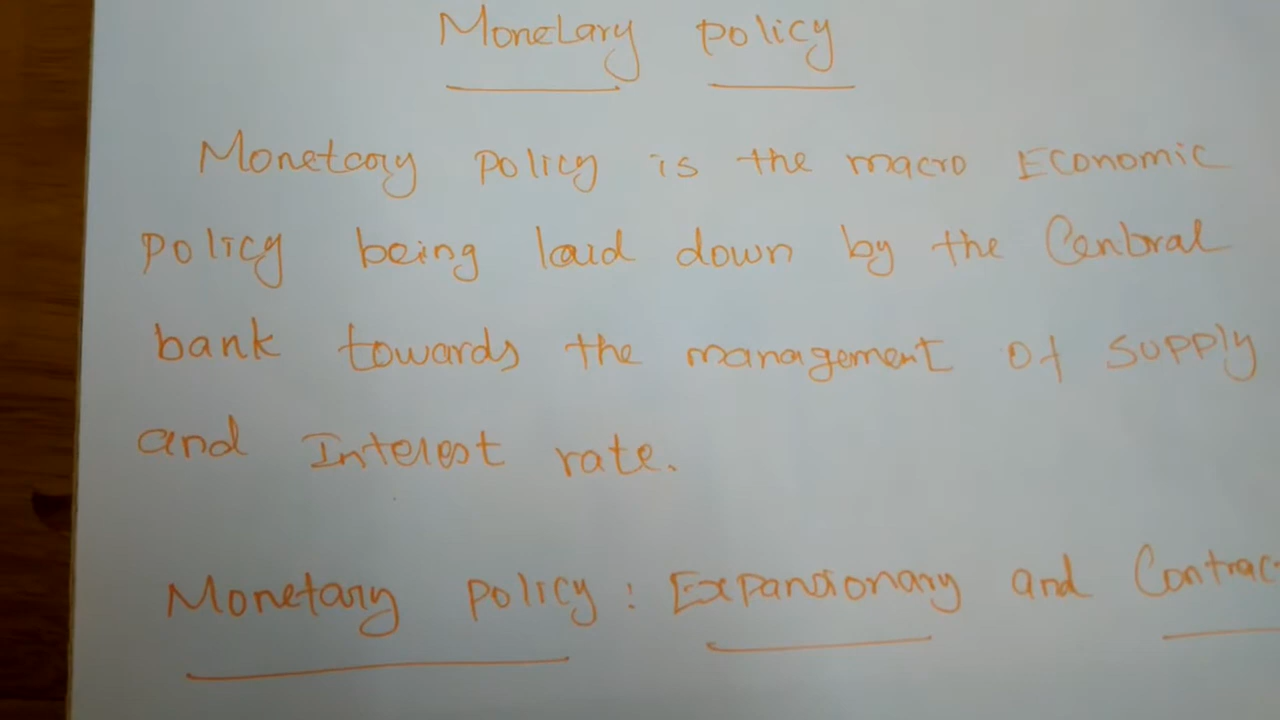 Monetary policy
Monetary policy is the macro Economic
policy being laid down by the Central
bank towards the management of supply
and Interest rate.
Monetary policy : Expansionary and Contrac